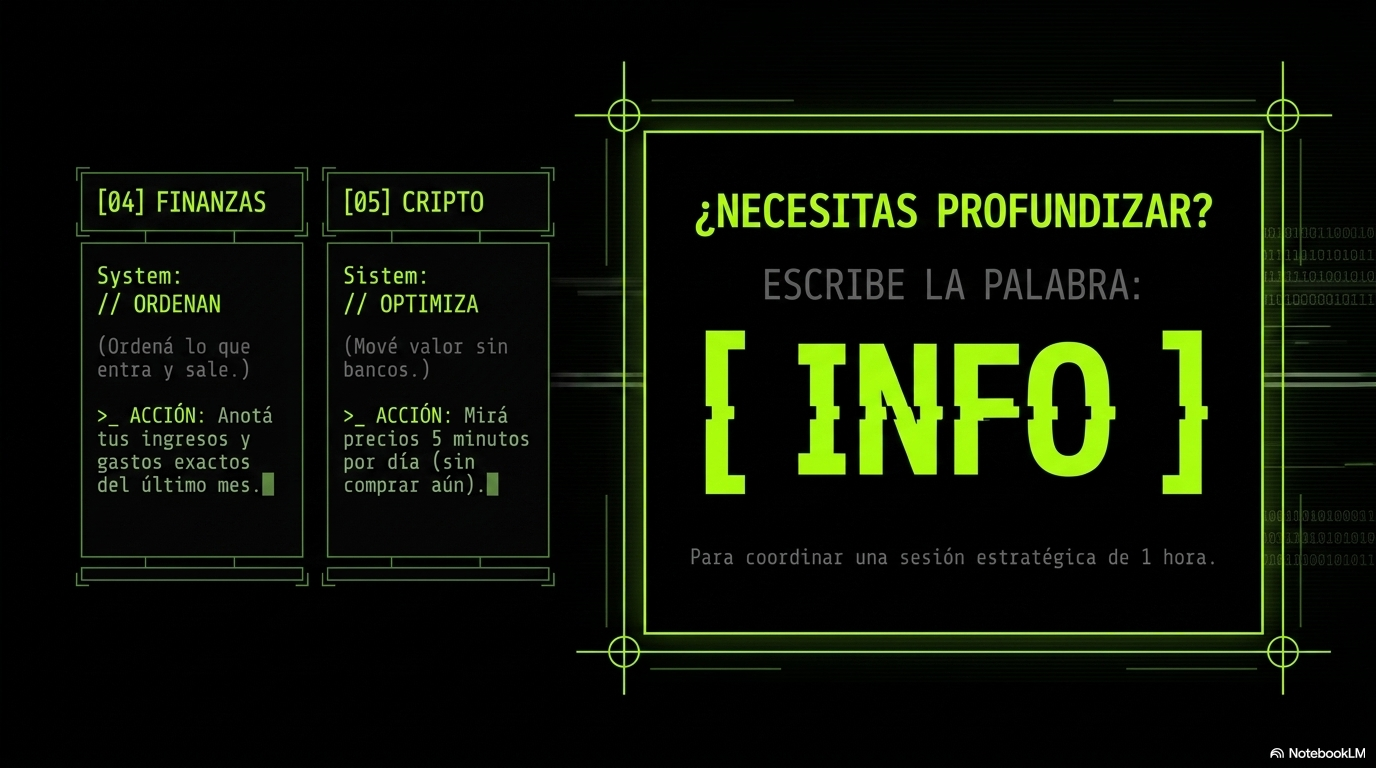 [04] FINANZAS
System:
// ORDENAN
(Ordená lo que
entra y sale.)
>_ ACCIÓN: Anotá
tus ingresos y
gastos exactos
del último mes.
[05] CRIPTO
Sistem:
// OPTIMIZA
(Mové valor sin
bancos.)
>_ ACCIÓN: Mirá
precios 5 minutos
por día (sin
comprar aún).
¿NECESITAS PROFUNDIZAR?
ESCRIBE LA PALABRA:
[ INFO ]
Para coordinar una sesión estratégica de 1 hora.
NotebookLM